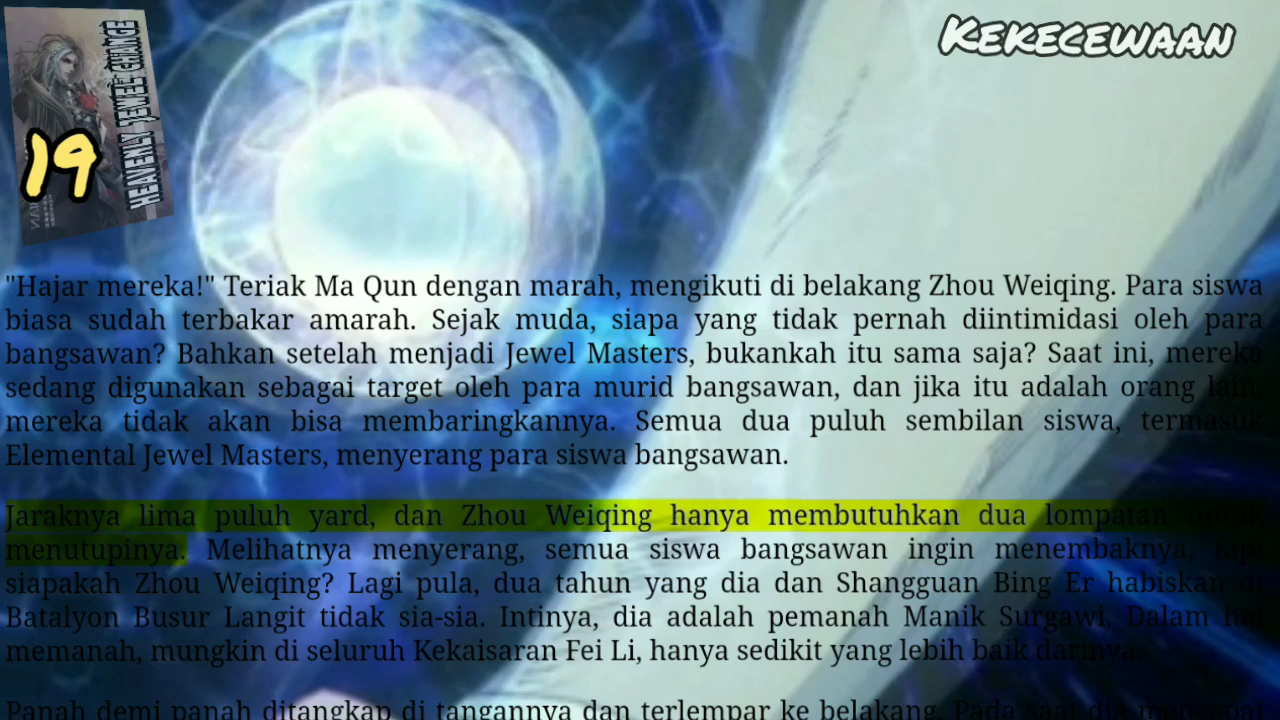 Kekecewaan
HEAVENLY JEWEL CHANGE
19
"Hajar mereka!" Teriak Ma Qun dengan marah, mengikuti di belakang Zhou Weiqing. Para siswa
biasa sudah terbakar amarah. Sejak muda, siapa yang tidak pernah diintimidasi oleh para
bangsawan? Bahkan setelah menjadi Jewel Masters, bukankah itu sama saja? Saat ini, mereka
sedang digunakan sebagai target oleh para murid bangsawan, dan jika itu adalah orang lain,
mereka tidak akan bisa membaringkannya. Semua dua puluh sembilan siswa, termasuk
Elemental Jewel Masters, menyerang para siswa bangsawan.
Jaraknya lima puluh yard, dan Zhou Weiqing hanya membutuhkan dua lompatan untuk
menutupinya. Melihatnya menyerang, semua siswa bangsawan ingin menembaknya, tapi
siapakah Zhou Weiqing? Lagi pula, dua tahun yang dia dan Shangguan Bing Er habiskan di
Batalyon Busur Langit tidak sia-sia. Intinya, dia adalah pemanah Manik Surgawi. Dalam hal
memanah, mungkin di seluruh Kekaisaran Fei Li, hanya sedikit yang lebih baik darinya.
Panah demi panah ditangkap di tangannya dan terlempar ke belakang. Pada saat dia mencapai